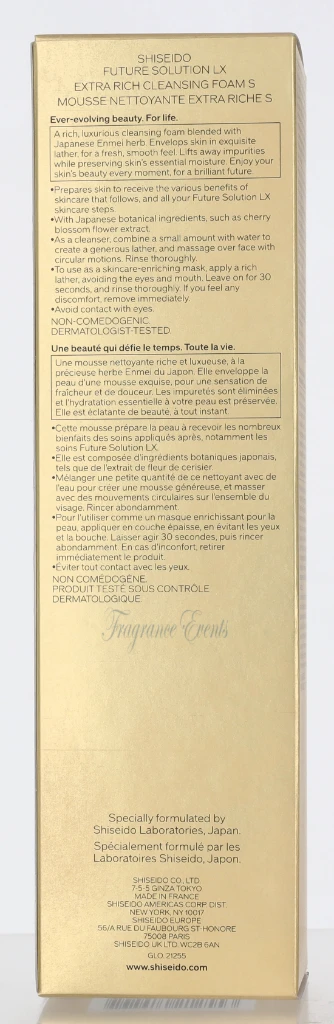 SHISEIDO
FUTURE SOLUTION LX
EXTRA RICH CLEANSING FOAM S
MOUSSE NETTOYANTE EXTRA RICHE S
Ever-evolving beauty. For life.
A rich, luxurious cleansing foam blended with
Japanese Enmei herb. Envelops skin in exquisite
lather, for a fresh, smooth feel. Lifts away impurities
while preserving skin's essential moisture. Enjoy your
skin's beauty every moment, for a brilliant future.
•Prepares skin to receive the various benefits of
skincare that follows, and all your Future Solution LX
skincare steps.
•With Japanese botanical ingredients, such as cherry
blossom flower extract.
•As a cleanser, combine a small amount with water to
create a generous lather, and massage over face with
circular motions. Rinse thoroughly.
•To use as a skincare-enriching mask, apply a rich
lather, avoiding the eyes and mouth. Leave on for 30
seconds, and rinse thoroughly. If you feel any
discomfort, remove immediately.
•Avoid contact with eyes.
NON-COMEDOGENIC.
DERMATOLOGIST-TESTED.
Une beauté qui défie le temps. Toute la vie.
Une mousse nettoyante riche et luxueuse, à la
précieuse herbe Enmei du Japon. Elle enveloppe la
peau d'une mousse exquise, pour une sensation de
fraîcheur et de douceur. Les impuretés sont éliminées
et l'hydratation essentielle à votre peau est préservée.
Elle est éclatante de beauté, à tout instant.
•Cette mousse prépare la peau à recevoir les nombreux
bienfaits des soins appliqués après, notamment les
soins Future Solution LX.
•Elle est composée d'ingrédients botaniques japonais,
tels que de l'extrait de fleur de cerisier.
•Mélanger une petite quantité de ce nettoyant avec de
l'eau pour créer une mousse généreuse, et masser
avec des mouvements circulaires sur l'ensemble du
visage. Rincer abondamment.
•Pour l'utiliser comme un masque enrichissant pour la
peau, appliquer en couche épaisse, en évitant les yeux
et la bouche. Laisser agir 30 secondes, puis rincer
abondamment. En cas d'inconfort, retirer
immédiatement le produit.
•Éviter tout contact avec les yeux.
NON COMÉDOGÈNE.
PRODUIT TESTÉ SOUS CONTRÔLE
DERMATOLOGIQUE.
Fragrance Events
Specially formulated by
Shiseido Laboratories, Japan.
Spécialement formulé par les
Laboratoires Shiseido, Japon.
SHISEIDO CO., LTD.
7-5-5 GINZA TOKYO
MADE IN FRANCE
SHISEIDO AMERICAS CORP. DIST.
NEW YORK, NY 10017
SHISEIDO EUROPE
56/A RUE DU FAUBOURG ST-HONORE
75008 PARIS
SHISEIDO UK LTD. WC2B 6AN
GLO. 21255
www.shiseido.com